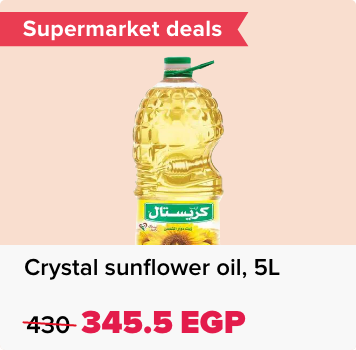 Supermarket deals
كريستال
Crystal sunflower oil, 5L
430 345.5 EGP